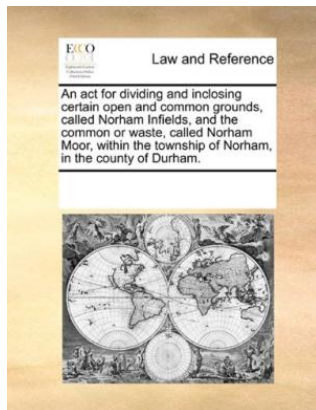 ECCO
Law and Reference
An act for dividing and inclosing
certain open and common grounds,
called Norham Infields, and the
common or waste, called Norham
Moor, within the township of Norham,
in the county of Durham.